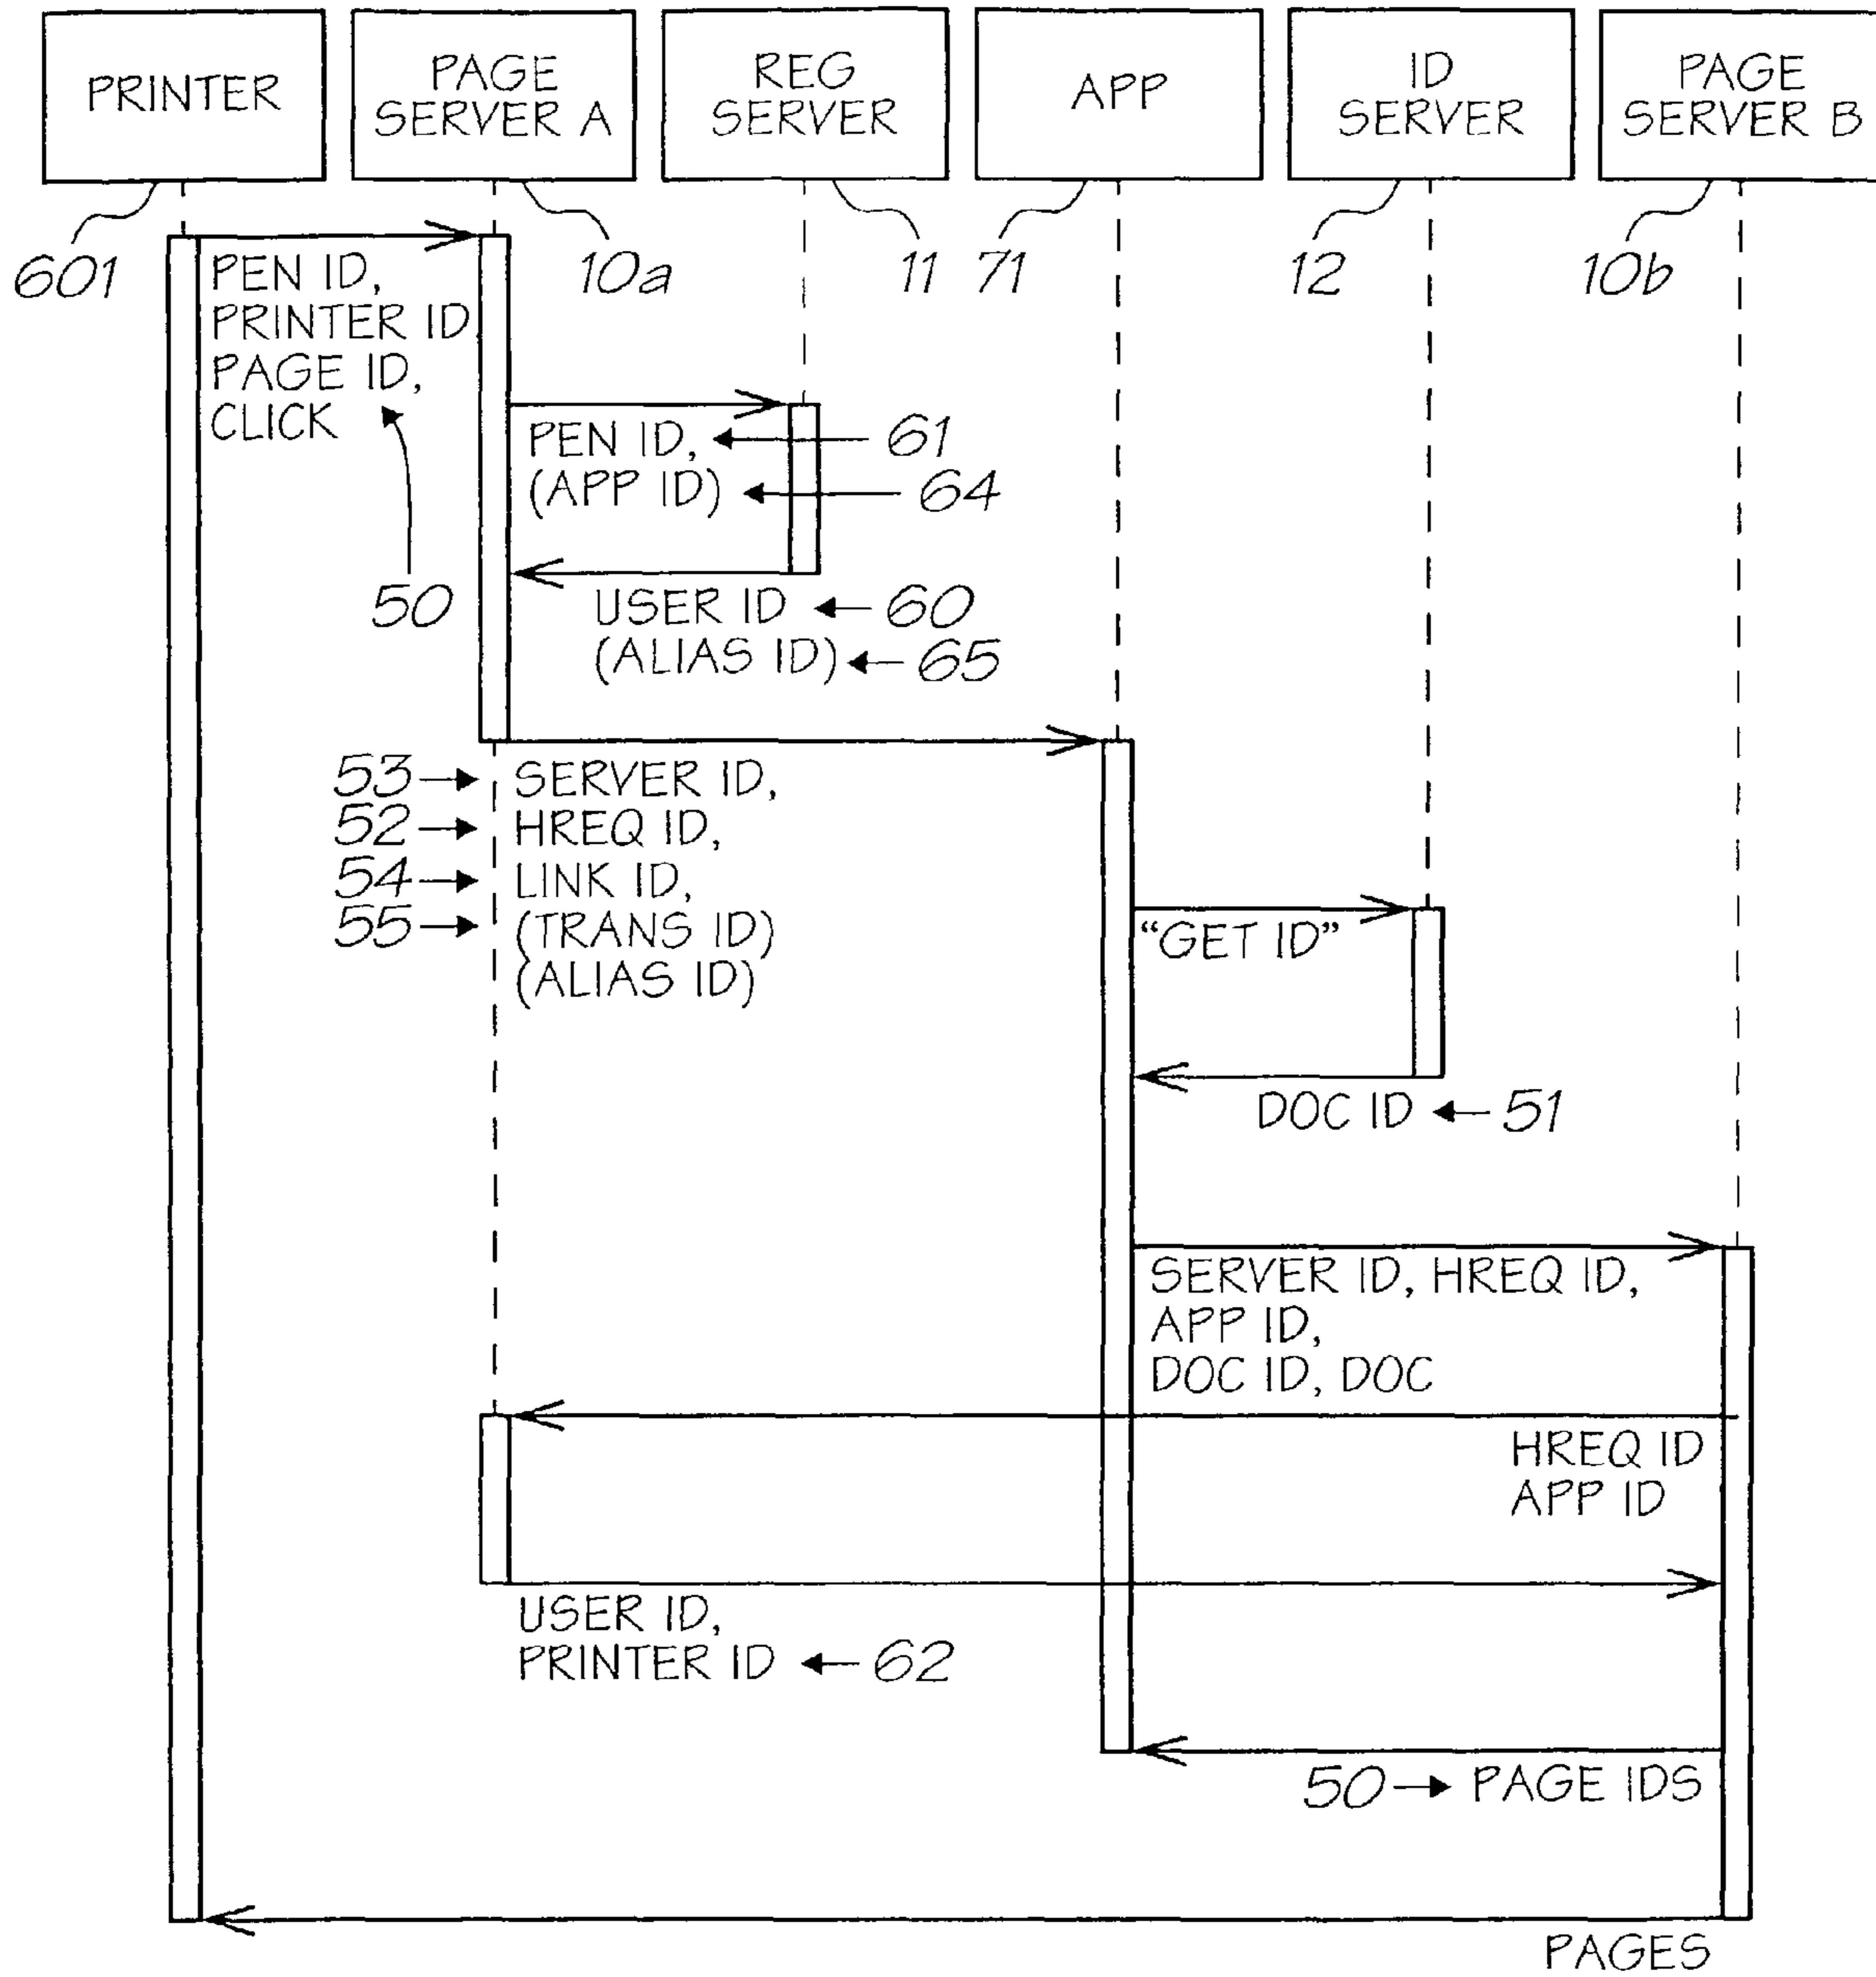 PRINTER
PAGE
SERVER A
REG
SERVER
APP
ID
SERVER
PAGE
SERVER B
601
10a
11
71
12
10b
PEN ID,
PRINTER ID
PAGE ID,
CLICK
50
PEN ID,
61
(APP ID)
64
USER ID
60
(ALIAS ID)
65
53
SERVER ID,
52
HREQ ID,
54
LINK ID,
55
(TRANS ID)
(ALIAS ID)
“GET ID”
DOC ID
51
SERVER ID, HREQ ID,
APP ID,
DOC ID, DOC
HREQ ID
APP ID
USER ID,
PRINTER ID
62
50
PAGE IDS
PAGES